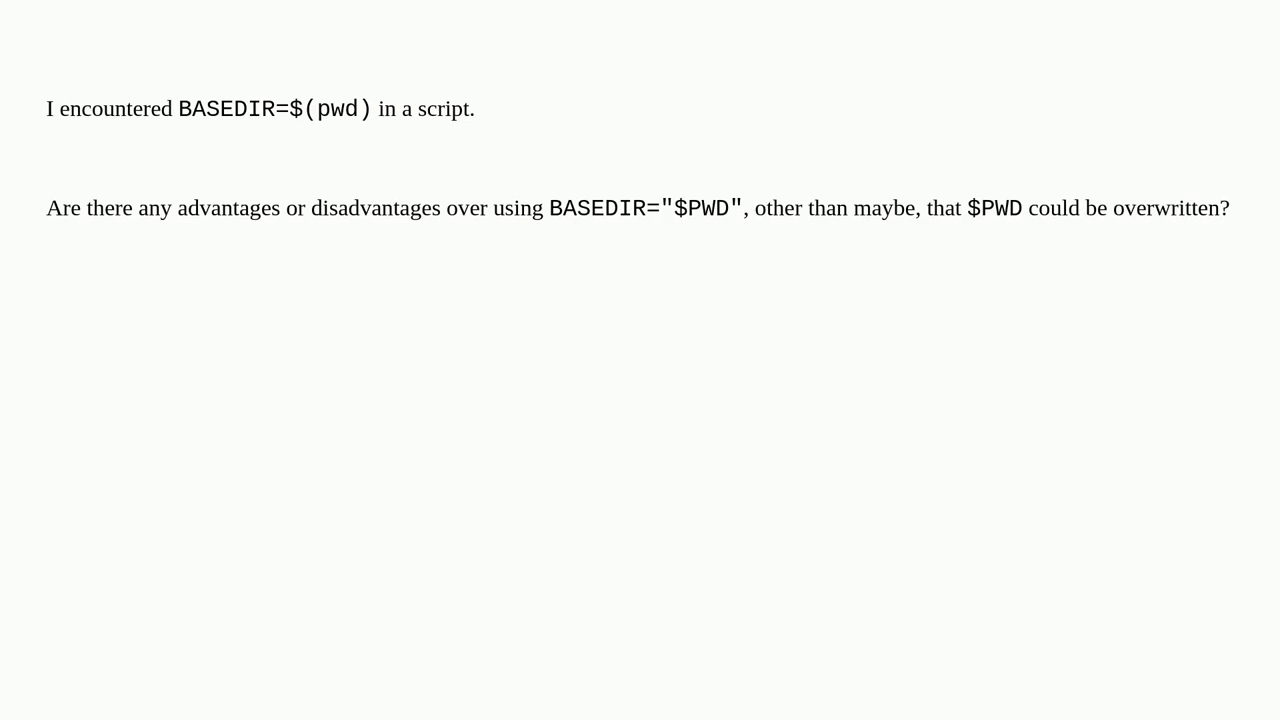 I encountered BASEDIR=$(pwd) in a script.
Are there any advantages or disadvantages over using BASEDIR="$PWD", other than maybe, that $PWD could be overwritten?